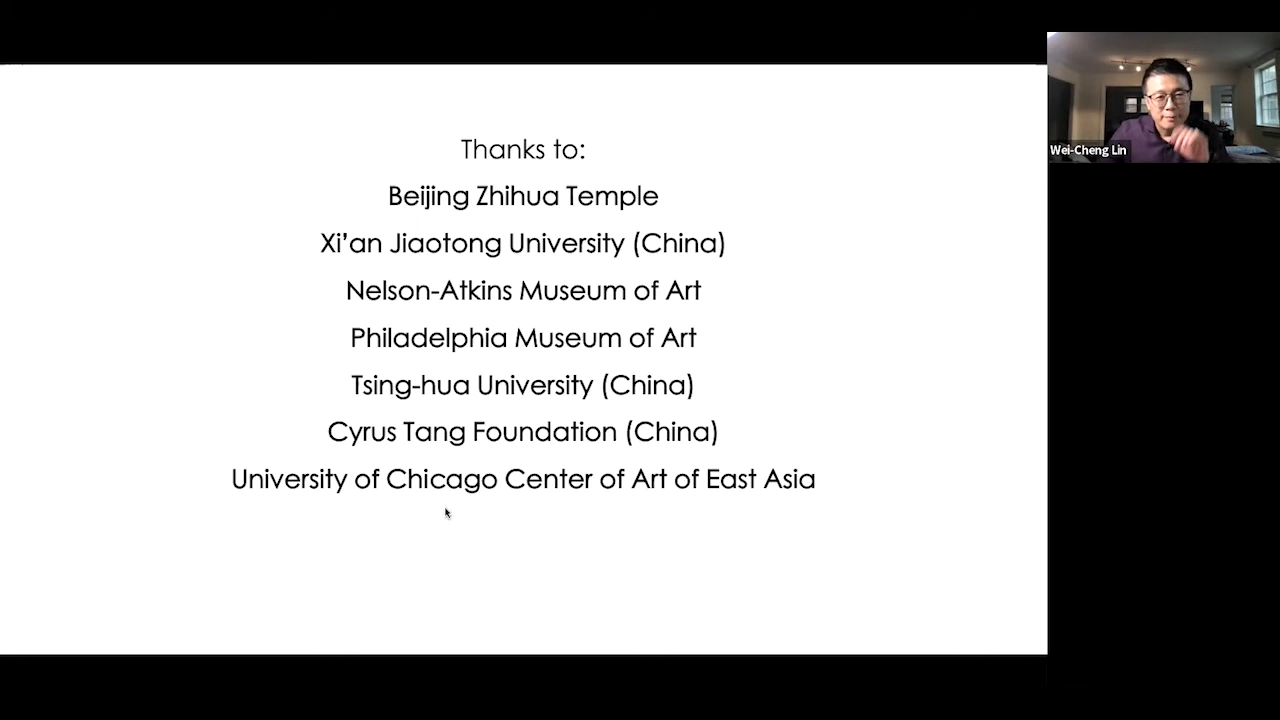 Thanks to:
Beijing Zhihua Temple
Xi’an Jiaotong University (China)
Nelson-Atkins Museum of Art
Philadelphia Museum of Art
Tsing-hua University (China)
Cyrus Tang Foundation (China)
University of Chicago Center of Art of East Asia
Wei-Cheng Lin